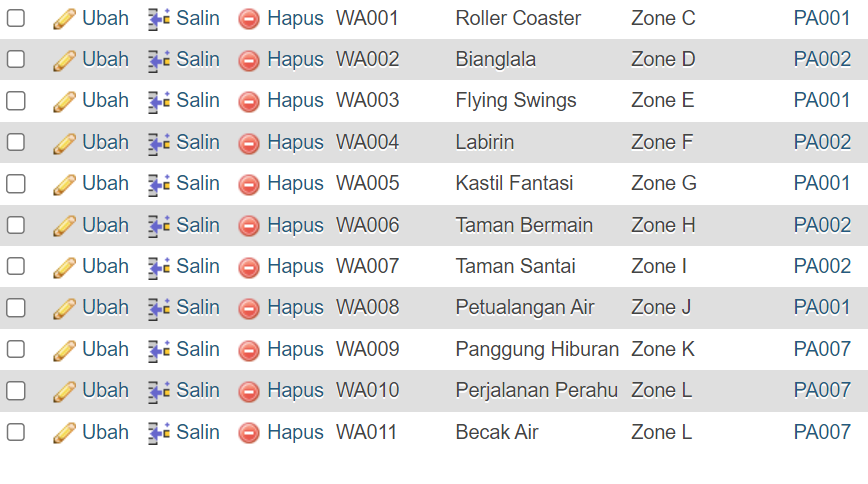 Ubah Salin Hapus WA001 Roller Coaster Zone C PA001
Ubah Salin Hapus WA002 Bianglala Zone D PA002
Ubah Salin Hapus WA003 Flying Swings Zone E PA001
Ubah Salin Hapus WA004 Labirin Zone F PA002
Ubah Salin Hapus WA005 Kastil Fantasi Zone G PA001
Ubah Salin Hapus WA006 Taman Bermain Zone H PA002
Ubah Salin Hapus WA007 Taman Santai Zone I PA002
Ubah Salin Hapus WA008 Petualangan Air Zone J PA001
Ubah Salin Hapus WA009 Panggung Hiburan Zone K PA007
Ubah Salin Hapus WA010 Perjalanan Perahu Zone L PA007
Ubah Salin Hapus WA011 Becak Air Zone L PA007